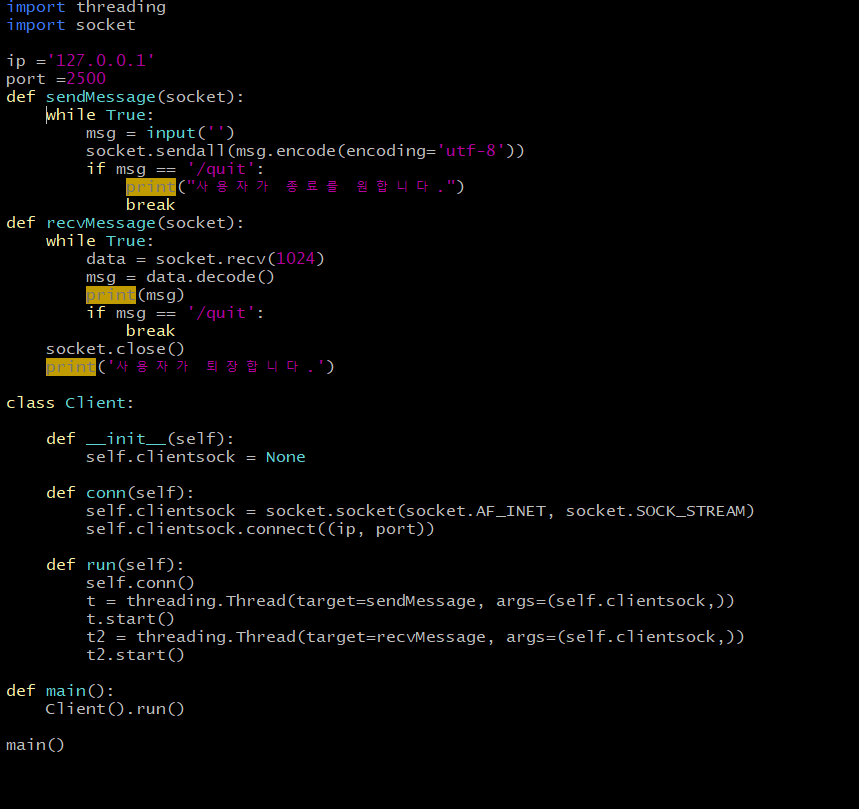 import threading
import socket

ip ='127.0.0.1'
port =2500
def sendMessage(socket):
    while True:
        msg = input('')
        socket.sendall(msg.encode(encoding='utf-8'))
        if msg == '/quit':
            print("사용자가 종료를 원합니다.")
            break
def recvMessage(socket):
    while True:
        data = socket.recv(1024)
        msg = data.decode()
        print(msg)
        if msg == '/quit':
            break
    socket.close()
    print('사용자가 퇴장합니다.')

class Client:

    def __init__(self):
        self.clientsock = None

    def conn(self):
        self.clientsock = socket.socket(socket.AF_INET, socket.SOCK_STREAM)
        self.clientsock.connect((ip, port))

    def run(self):
        self.conn()
        t = threading.Thread(target=sendMessage, args=(self.clientsock,))
        t.start()
        t2 = threading.Thread(target=recvMessage, args=(self.clientsock,))
        t2.start()

def main():
    Client().run()

main()